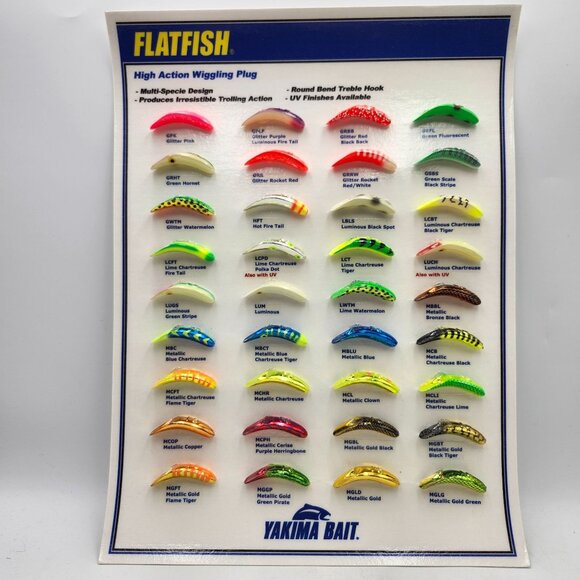 FLATFISH®
High Action Wiggling Plug
- Multi-Specie Design
- Produces Irresistible Trolling Action
- Round Bend Treble Hook
- UV Finishes Available
GPK
Glitter Pink
GPLF
Glitter Purple
Luminous Fire Tail
GRBB
Glitter Red
Black Back
Green Fluorescent
GRHT
Green Hornet
GRR
Glitter Rocket Red
GRRW
Glitter Rocket
Red/White
GSBS
Green Scale
Black Stripe
GWTM
Glitter Watermelon
HFT
Hot Fire Tail
LBLS
Luminous Black Spot
LCBT
Luminous Chartreuse
Black Tiger
LCFT
Lime Chartreuse
Fire Tail
LCPD
Lime Chartreuse
Polka Dot
Also with UV
LCT
Lime Chartreuse
Tiger
LUCH
Luminous Chartreuse
Also with UV
LUGS
Luminous
Green Stripe
LUM
Luminous
LWTM
Lime Watermelon
MBBL
Metallic
Bronze Black
MBC
Metallic
Blue Chartreuse
MBCT
Metallic Blue
Chartreuse Tiger
MBLU
Metallic Blue
MCB
Metallic
Chartreuse Black
MCFT
Metallic Chartreuse
Flame Tiger
MCHR
Metallic Chartreuse
MCL
Metallic Clown
MCLI
Metallic
Chartreuse Lime
MCOP
Metallic Copper
MCPH
Metallic Cerise
Purple Herringbone
MGBL
Metallic Gold Black
MGBT
Metallic Gold
Black Tiger
MGFT
Metallic Gold
Flame Tiger
MGGP
Metallic Gold
Green Pirate
MGLD
Metallic Gold
MGLG
Metallic Gold Green
YAKIMA BAIT.